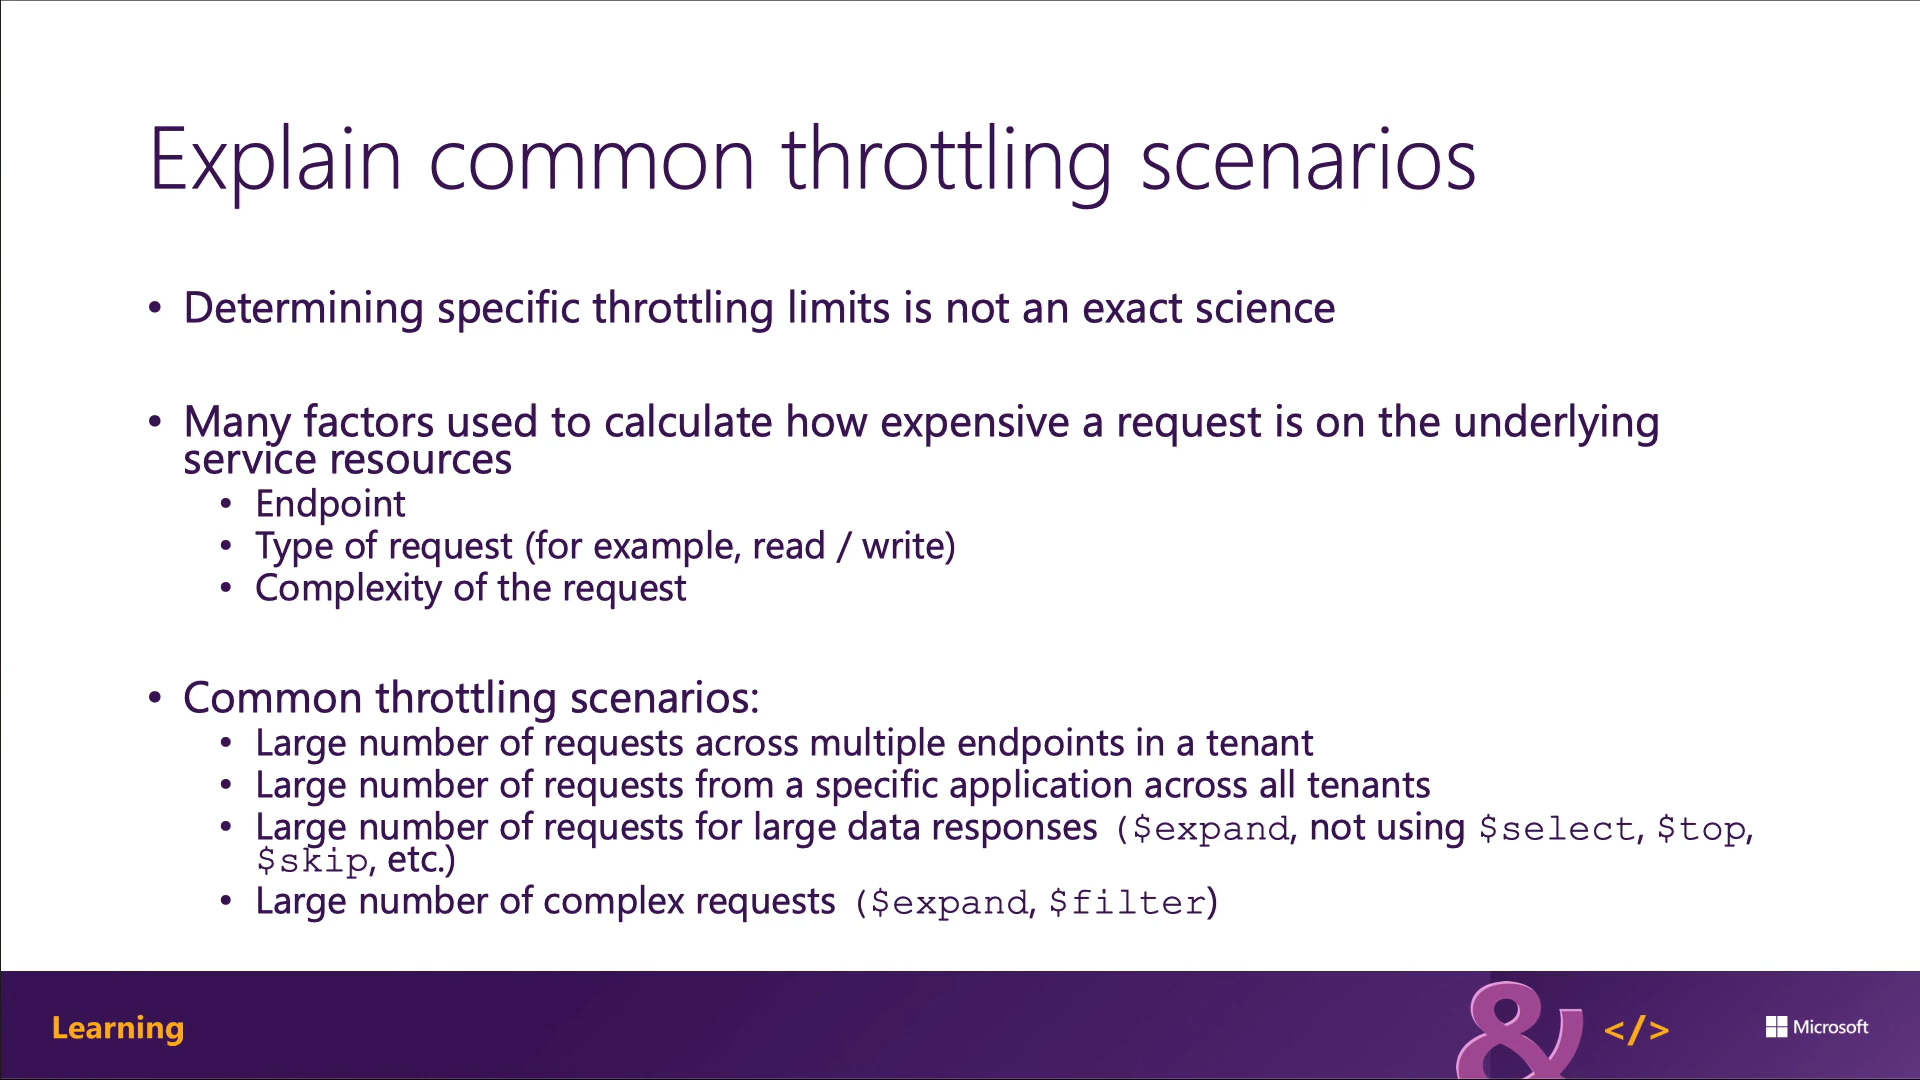 Explain common throttling scenarios
• Determining specific throttling limits is not an exact science
• Many factors used to calculate how expensive a request is on the underlying
service resources
• Endpoint
• Type of request (for example, read / write)
• Complexity of the request
• Common throttling scenarios:
• Large number of requests across multiple endpoints in a tenant
• Large number of requests from a specific application across all tenants
• Large number of requests for large data responses ($expand, not using $select, $top,
$skip, etc.)
• Large number of complex requests ($expand, $filter)
Learning
& </>
Microsoft